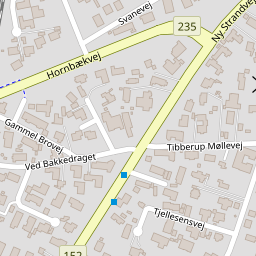 Svanevej
235
Ny Strandvej
Hornbækvej
Gammel Brovej
Tibberup Møllevej
Ved Bakkedraget
Tjellesensvej
152